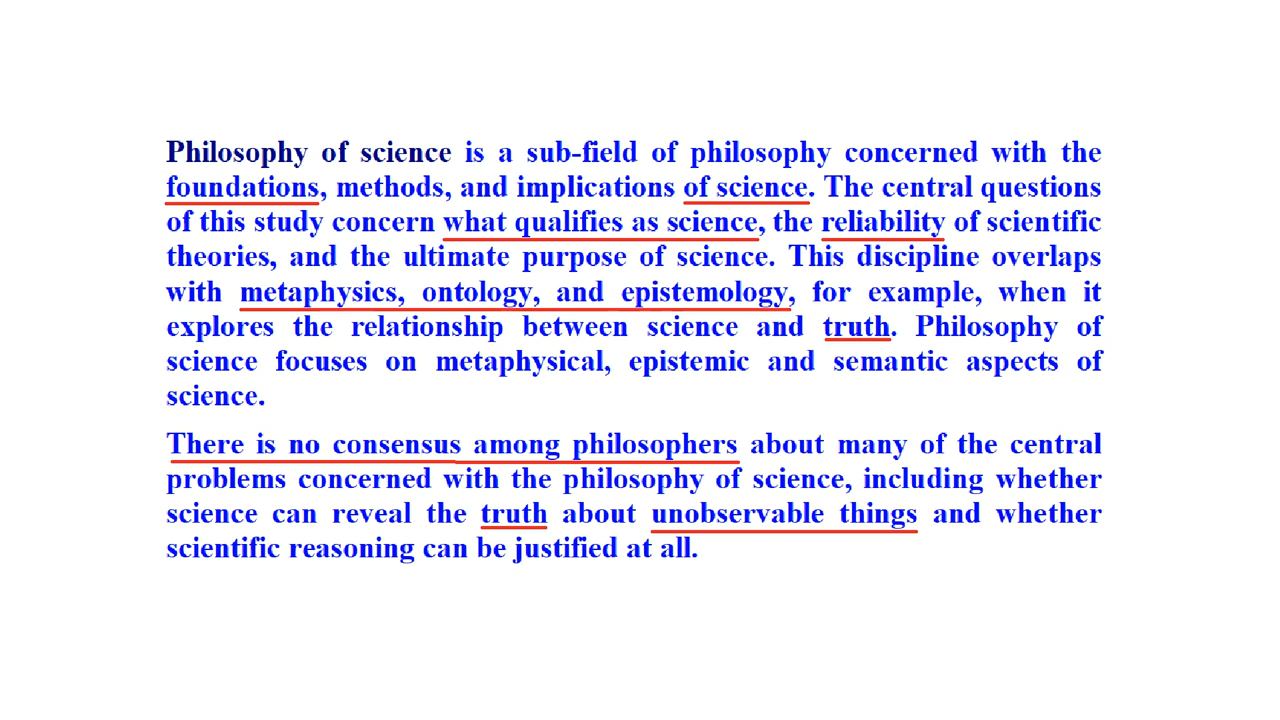 Philosophy of science is a sub-field of philosophy concerned with the
foundations, methods, and implications of science. The central questions
of this study concern what qualifies as science, the reliability of scientific
theories, and the ultimate purpose of science. This discipline overlaps
with metaphysics, ontology, and epistemology, for example, when it
explores the relationship between science and truth. Philosophy of
science focuses on metaphysical, epistemic and semantic aspects of
science.
There is no consensus among philosophers about many of the central
problems concerned with the philosophy of science, including whether
science can reveal the truth about unobservable things and whether
scientific reasoning can be justified at all.